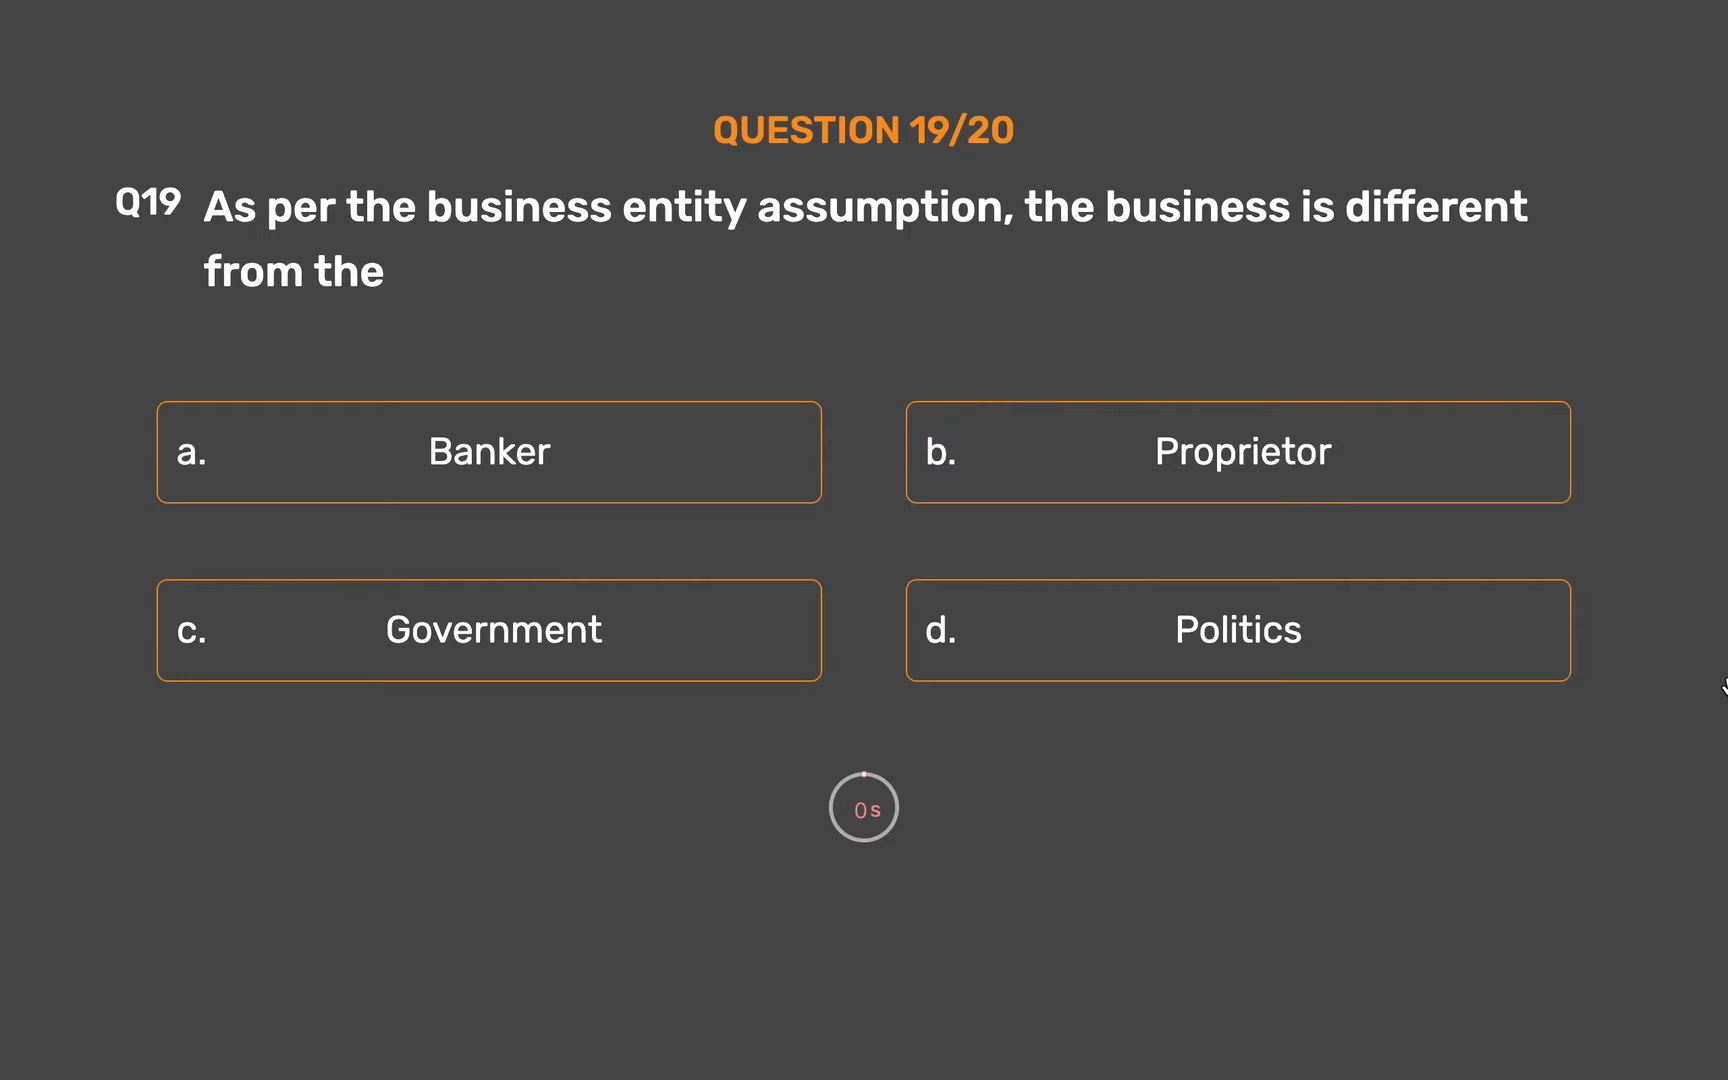 QUESTION 19/20
Q19 As per the business entity assumption, the business is different
from the
a. Banker
b. Proprietor
c. Government
d. Politics
0s